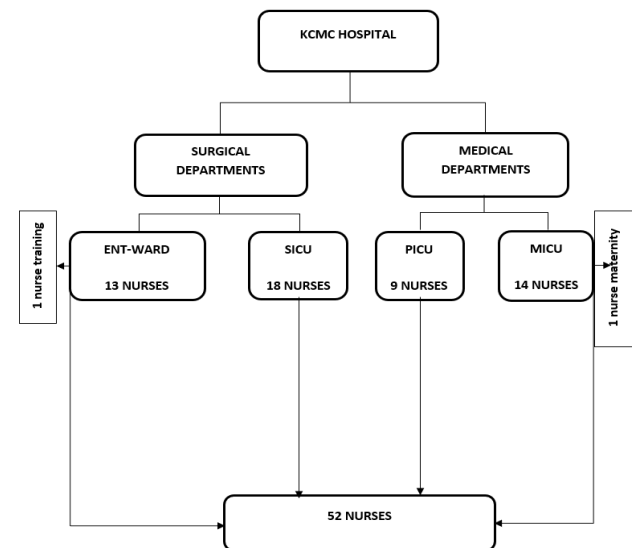 KCMC HOSPITAL
SURGICAL
DEPARTMENTS
MEDICAL
DEPARTMENTS
1 nurse training
ENT-WARD
13 NURSES
SICU
18 NURSES
PICU
9 NURSES
MICU
14 NURSES
1 nurse maternity
52 NURSES